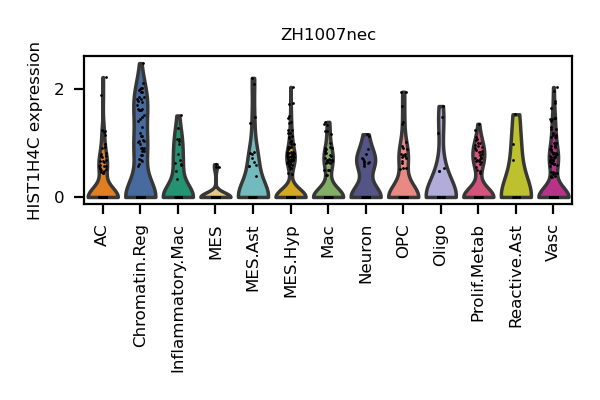 ZH1007nec
HIST1H4C expression
2
0
AC
Chromatin.Reg
Inflammatory.Mac
MES
MES.Ast
MES.Hyp
Mac
Neuron
OPC
Oligo
Prolif.Metab
Reactive.Ast
Vasc